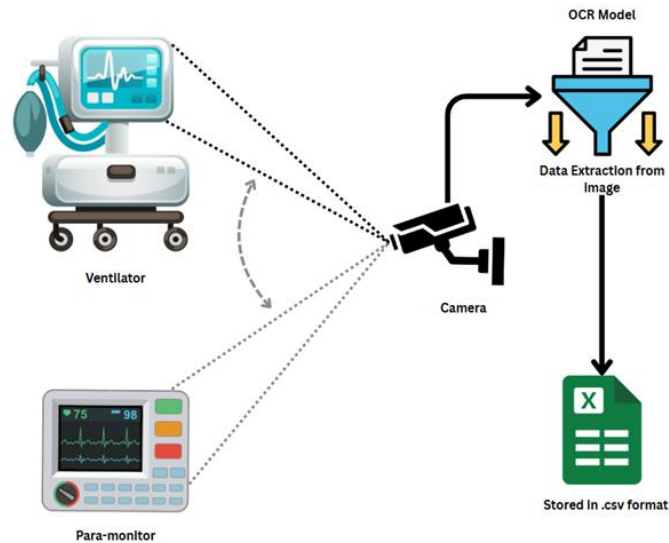 OCR Model
Data Extraction from
Image
Ventilator
Camera
75
98
X
Stored in .csv format
Para-monitor